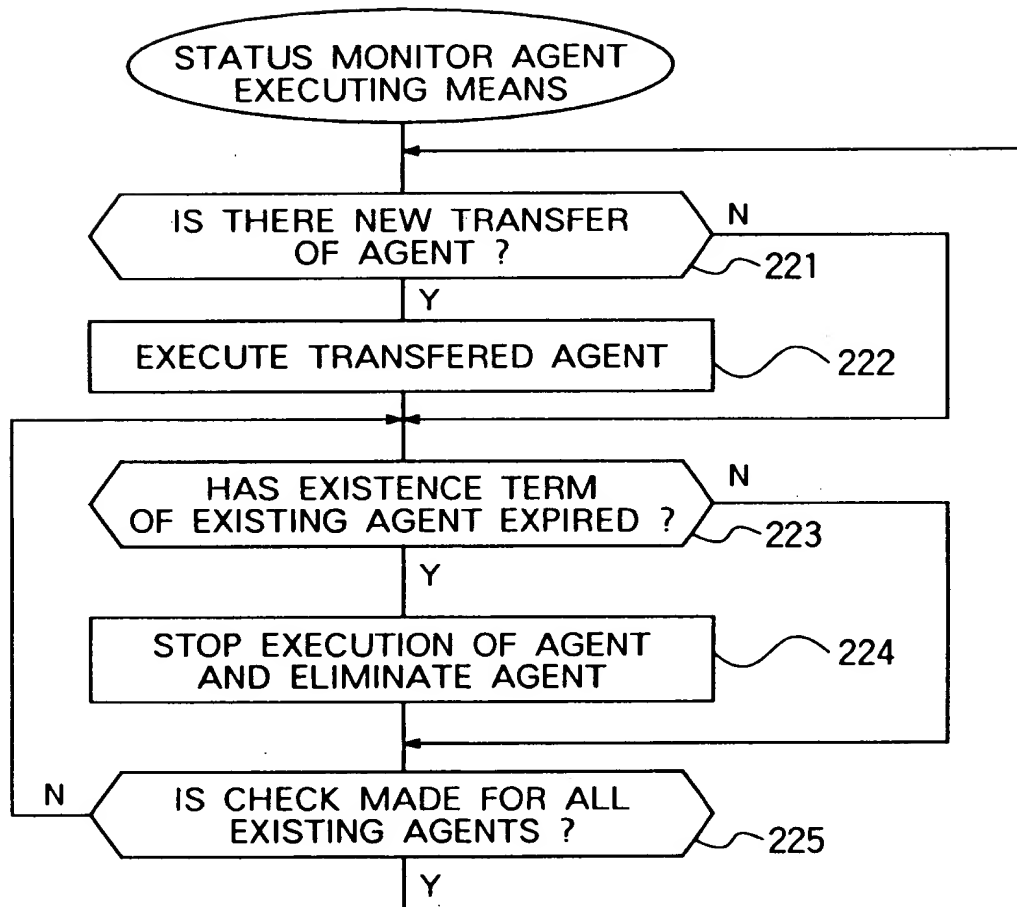 STATUS MONITOR AGENT
EXECUTING MEANS
IS THERE NEW TRANSFER
OF AGENT ?
N
221
Y
EXECUTE TRANSFERED AGENT
222
HAS EXISTENCE TERM
OF EXISTING AGENT EXPIRED ?
N
223
Y
STOP EXECUTION OF AGENT
AND ELIMINATE AGENT
224
N
IS CHECK MADE FOR ALL
EXISTING AGENTS ?
225
Y